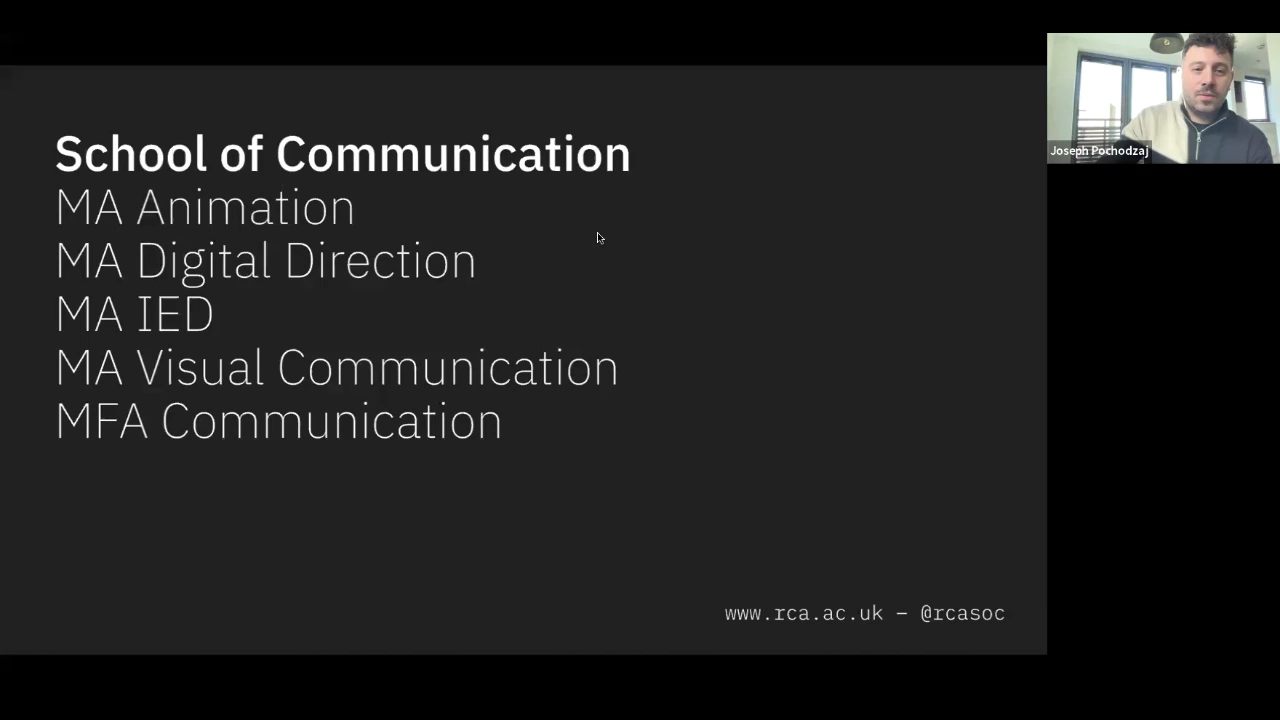 School of Communication
MA Animation
MA Digital Direction
MA IED
MA Visual Communication
MFA Communication
www.rca.ac.uk – @rcasoc
Joseph Pochodzaj